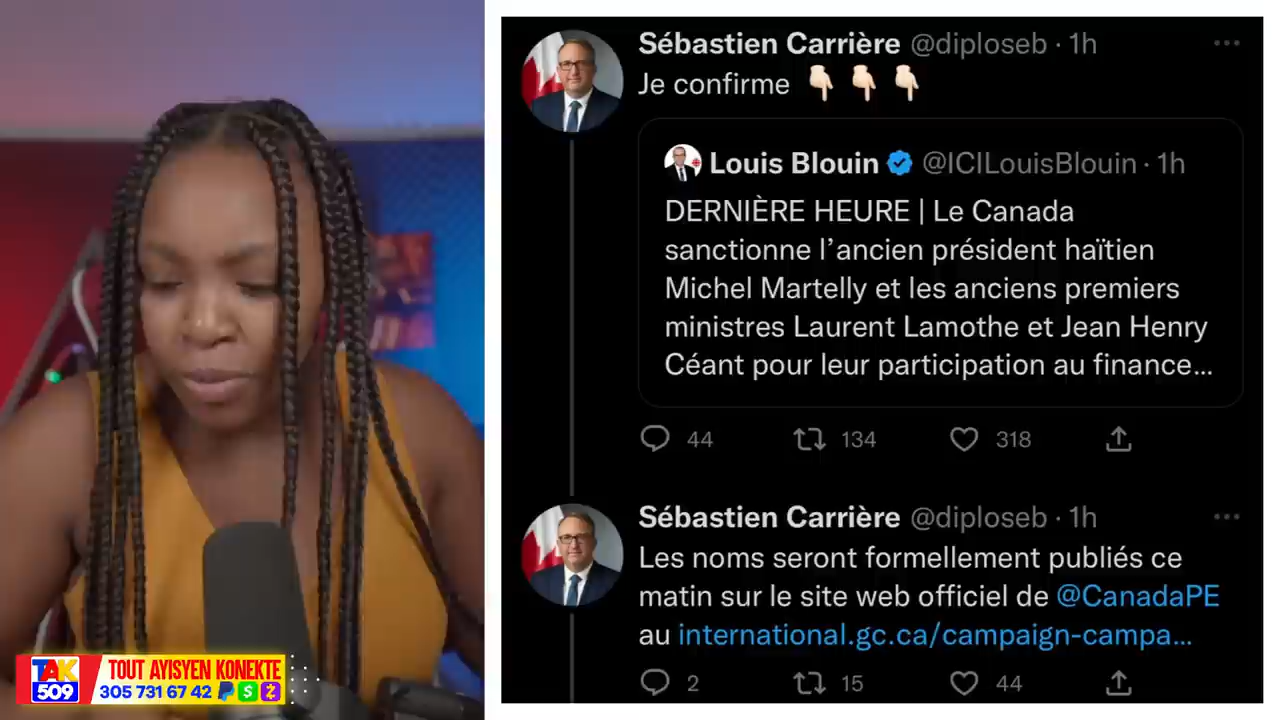 Sébastien Carrière @diploseb · 1h
Je confirme 👇🏻 👇🏻 👇🏻
Louis Blouin @ICILouisBlouin · 1h
DERNIÈRE HEURE | Le Canada
sanctionne l’ancien président haïtien
Michel Martelly et les anciens premiers
ministres Laurent Lamothe et Jean Henry
Céant pour leur participation au finance...
44 134 318
Sébastien Carrière @diploseb · 1h
Les noms seront formellement publiés ce
matin sur le site web officiel de @CanadaPE
au international.gc.ca/campaign-campa...
2 15 44
TAK
509
TOUT AYISYEN KONEKTE
305 731 67 42